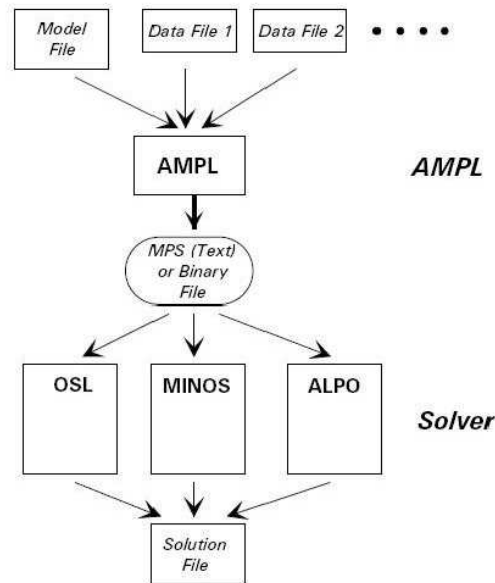 Model
File
Data File 1
Data File 2
AMPL
AMPL
MPS (Text)
or Binary
File
OSL
MINOS
ALPO
Solver
Solution
File